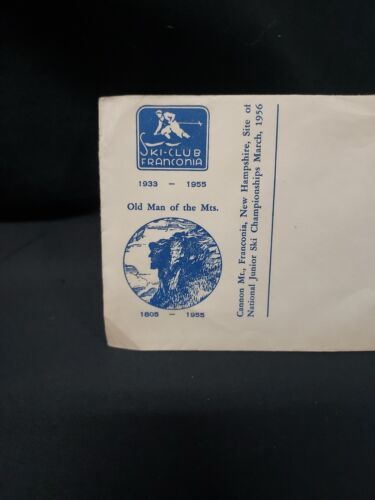 SKI-CLUB
FRANCONIA
1933 - 1955
Old Man of the Mts.
1805 - 1955
Cannon Mt., Franconia, New Hampshire, Site of
National Junior Ski Championships March, 1956